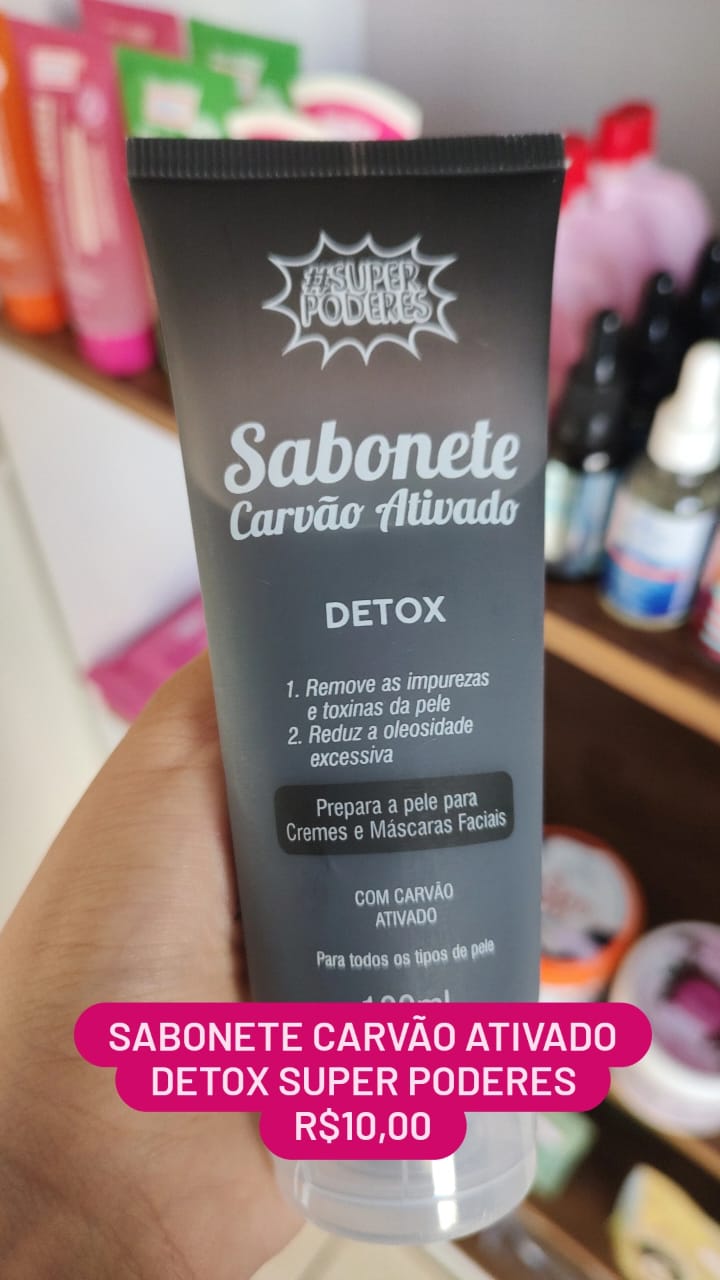 #SUPER
PODERES
Sabonete
Carvão Ativado
DETOX
1. Remove as impurezas
e toxinas da pele
2. Reduz a oleosidade
excessiva
Prepara a pele para
Cremes e Máscaras Faciais
COM CARVÃO
ATIVADO
Para todos os tipos de pele
SABONETE CARVÃO ATIVADO
DETOX SUPER PODERES
R$10,00